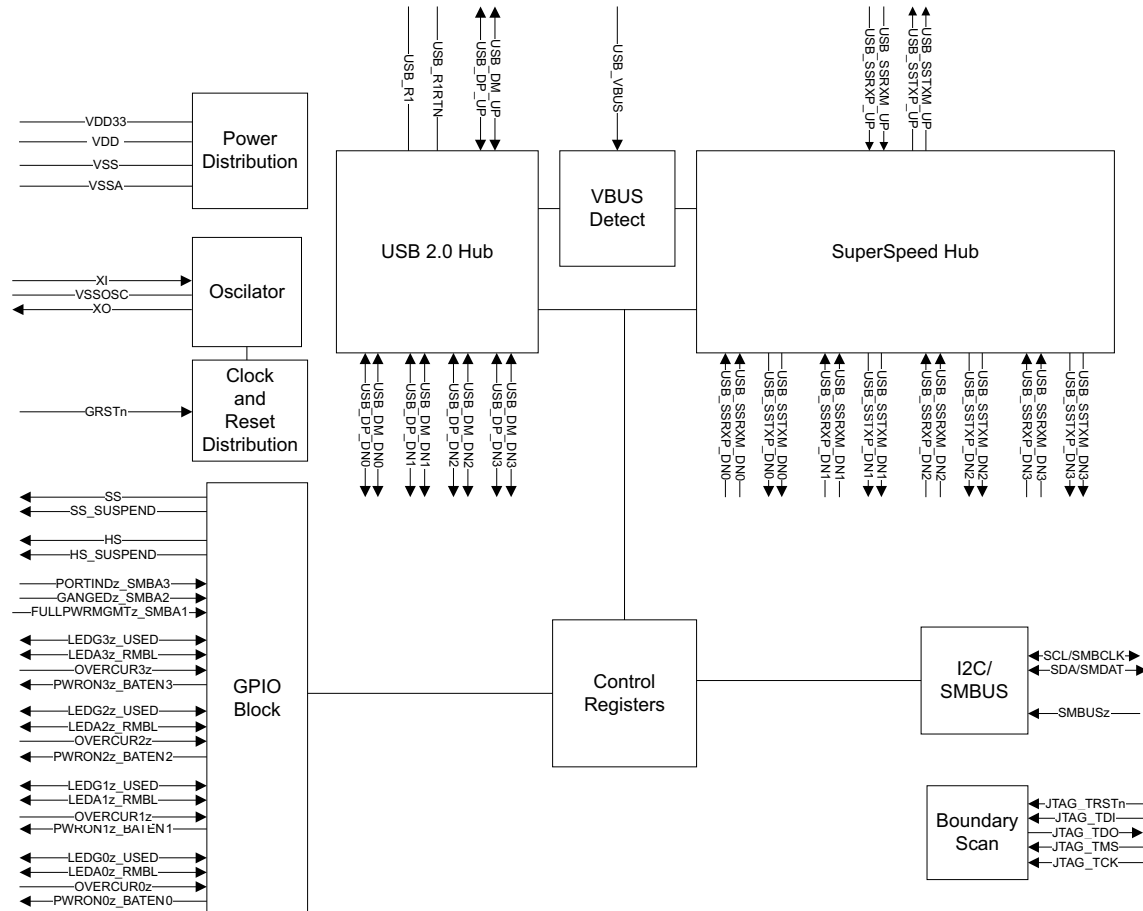 USB_R1
USB_R1RTN
USB_DP_UP
USB_DM_UP
USB_VBUS
USB_SSRXP_UP
USB_SSRXM_UP
USB_SSTXP_UP
USB_SSTXM_UP
VDD33
VDD
VSS
VSSA
Power
Distribution
USB 2.0 Hub
VBUS
Detect
SuperSpeed Hub
XI
VSSOSC
XO
Oscilator
GRSTn
Clock
and
Reset
Distribution
USB_DP_DN0
USB_DM_DN0
USB_DP_DN1
USB_DM_DN1
USB_DP_DN2
USB_DM_DN2
USB_DP_DN3
USB_DM_DN3
USB_SSRXP_DN0
USB_SSRXM_DN0
USB_SSTXP_DN0
USB_SSTXM_DN0
USB_SSRXP_DN1
USB_SSRXM_DN1
USB_SSTXP_DN1
USB_SSTXM_DN1
USB_SSRXP_DN2
USB_SSRXM_DN2
USB_SSTXP_DN2
USB_SSTXM_DN2
USB_SSRXP_DN3
USB_SSRXM_DN3
USB_SSTXP_DN3
USB_SSTXM_DN3
SS
SS_SUSPEND
HS
HS_SUSPEND
PORTINDz_SMBA3
GANGEDz_SMBA2
FULLPWRMGMTz_SMBA1
LEDG3z_USED
LEDA3z_RMBL
OVERCUR3z
PWRON3z_BATEN3
LEDG2z_USED
LEDA2z_RMBL
OVERCUR2z
PWRON2z_BATEN2
LEDG1z_USED
LEDA1z_RMBL
OVERCUR1z
PWRON1z_BATEN1
LEDG0z_USED
LEDA0z_RMBL
OVERCUR0z
PWRON0z_BATEN0
GPIO
Block
Control
Registers
I2C/
SMBUS
SCL/SMBCLK
SDA/SMDAT
SMBUSz
Boundary
Scan
JTAG_TRSTn
JTAG_TDI
JTAG_TDO
JTAG_TMS
JTAG_TCK